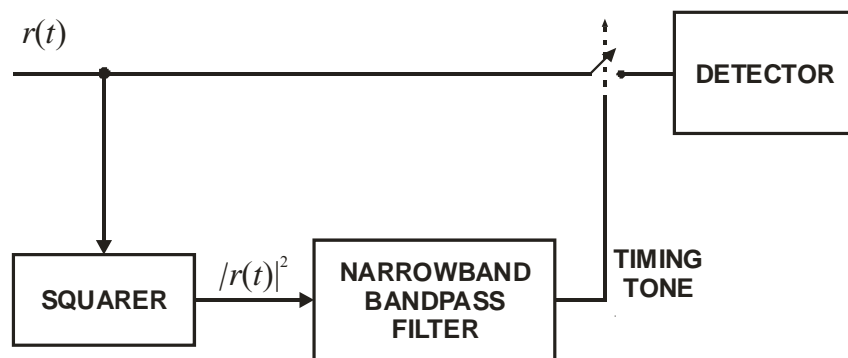 r(t)
DETECTOR
SQUARER
|r(t)|²
NARROWBAND
BANDPASS
FILTER
TIMING
TONE